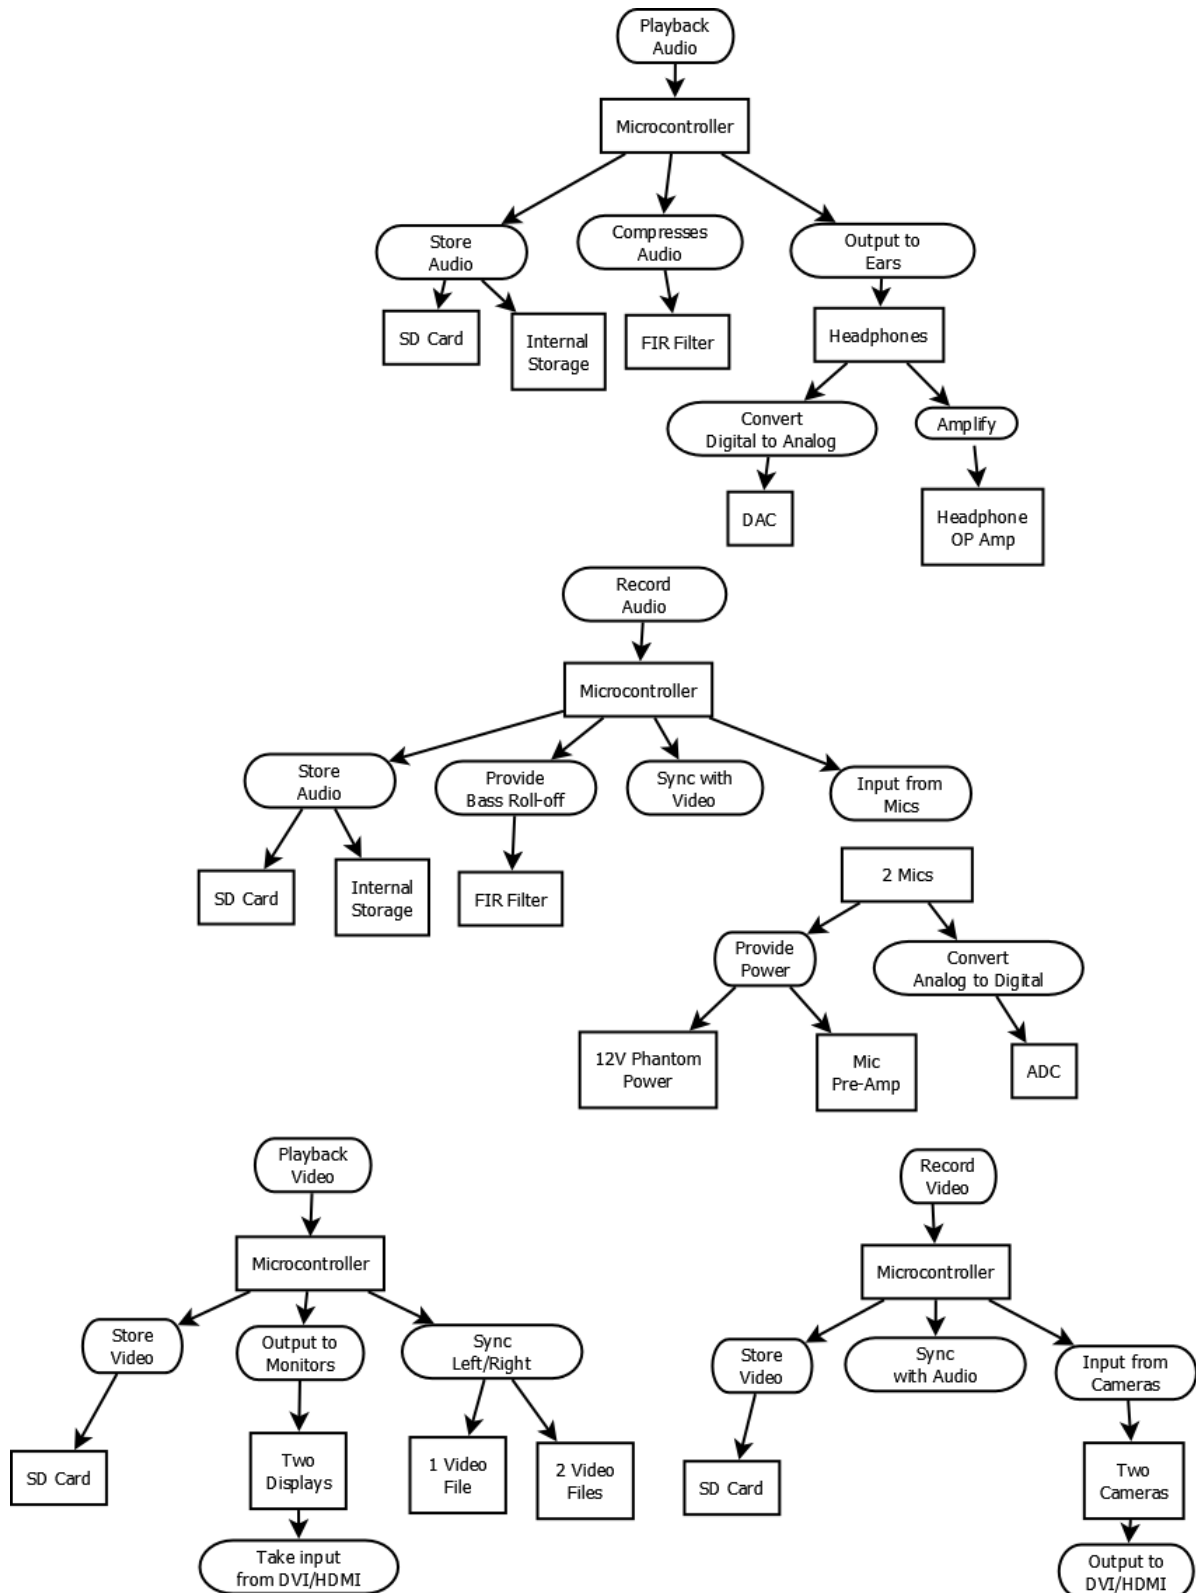 Playback
Audio
Microcontroller
Store
Audio
Compresses
Audio
Output to
Ears
SD Card
Internal
Storage
FIR Filter
Headphones
Convert
Digital to Analog
Amplify
DAC
Headphone
OP Amp
Record
Audio
Microcontroller
Store
Audio
Provide
Bass Roll-off
Sync with
Video
Input from
Mics
SD Card
Internal
Storage
FIR Filter
2 Mics
Provide
Power
Convert
Analog to Digital
12V Phantom
Power
Mic
Pre-Amp
ADC
Playback
Video
Microcontroller
Store
Video
Output to
Monitors
Sync
Left/Right
SD Card
Two
Displays
1 Video
File
2 Video
Files
Take input
from DVI/HDMI
Record
Video
Microcontroller
Store
Video
Sync
with Audio
Input from
Cameras
SD Card
Two
Cameras
Output to
DVI/HDMI